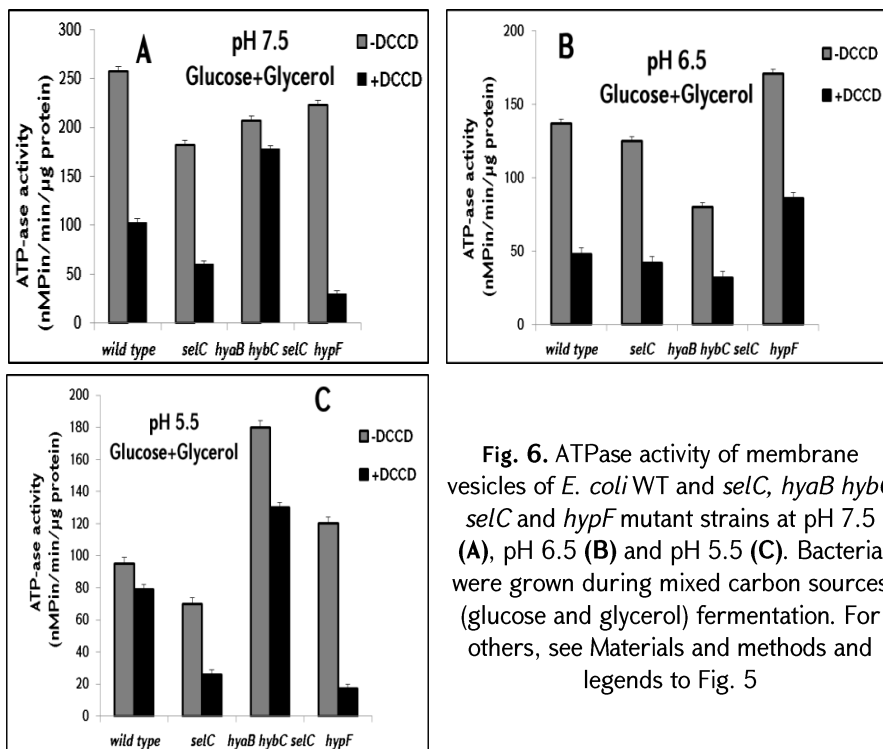 A
pH 7.5
Glucose+Glycerol
-DCCD
+DCCD
ATP-ase activity
(nMPin/min/µg protein)
300
250
200
150
100
50
0
wild type selC hyaB hybC selC hypF
B
pH 6.5
Glucose+Glycerol
-DCCD
+DCCD
ATP-ase activity
(nMPin/min/µg protein)
200
150
100
50
0
wild type selC hyaB hybC selC hypF
C
pH 5.5
Glucose+Glycerol
-DCCD
+DCCD
ATP-ase activity
(nMPin/min/µg protein)
200
180
160
140
120
100
80
60
40
20
0
wild type selC hyaB hybC selC hypF
Fig. 6. ATPase activity of membrane
vesicles of E. coli WT and selC, hyaB hybC
selC and hypF mutant strains at pH 7.5
(A), pH 6.5 (B) and pH 5.5 (C). Bacteria
were grown during mixed carbon sources
(glucose and glycerol) fermentation. For
others, see Materials and methods and
legends to Fig. 5